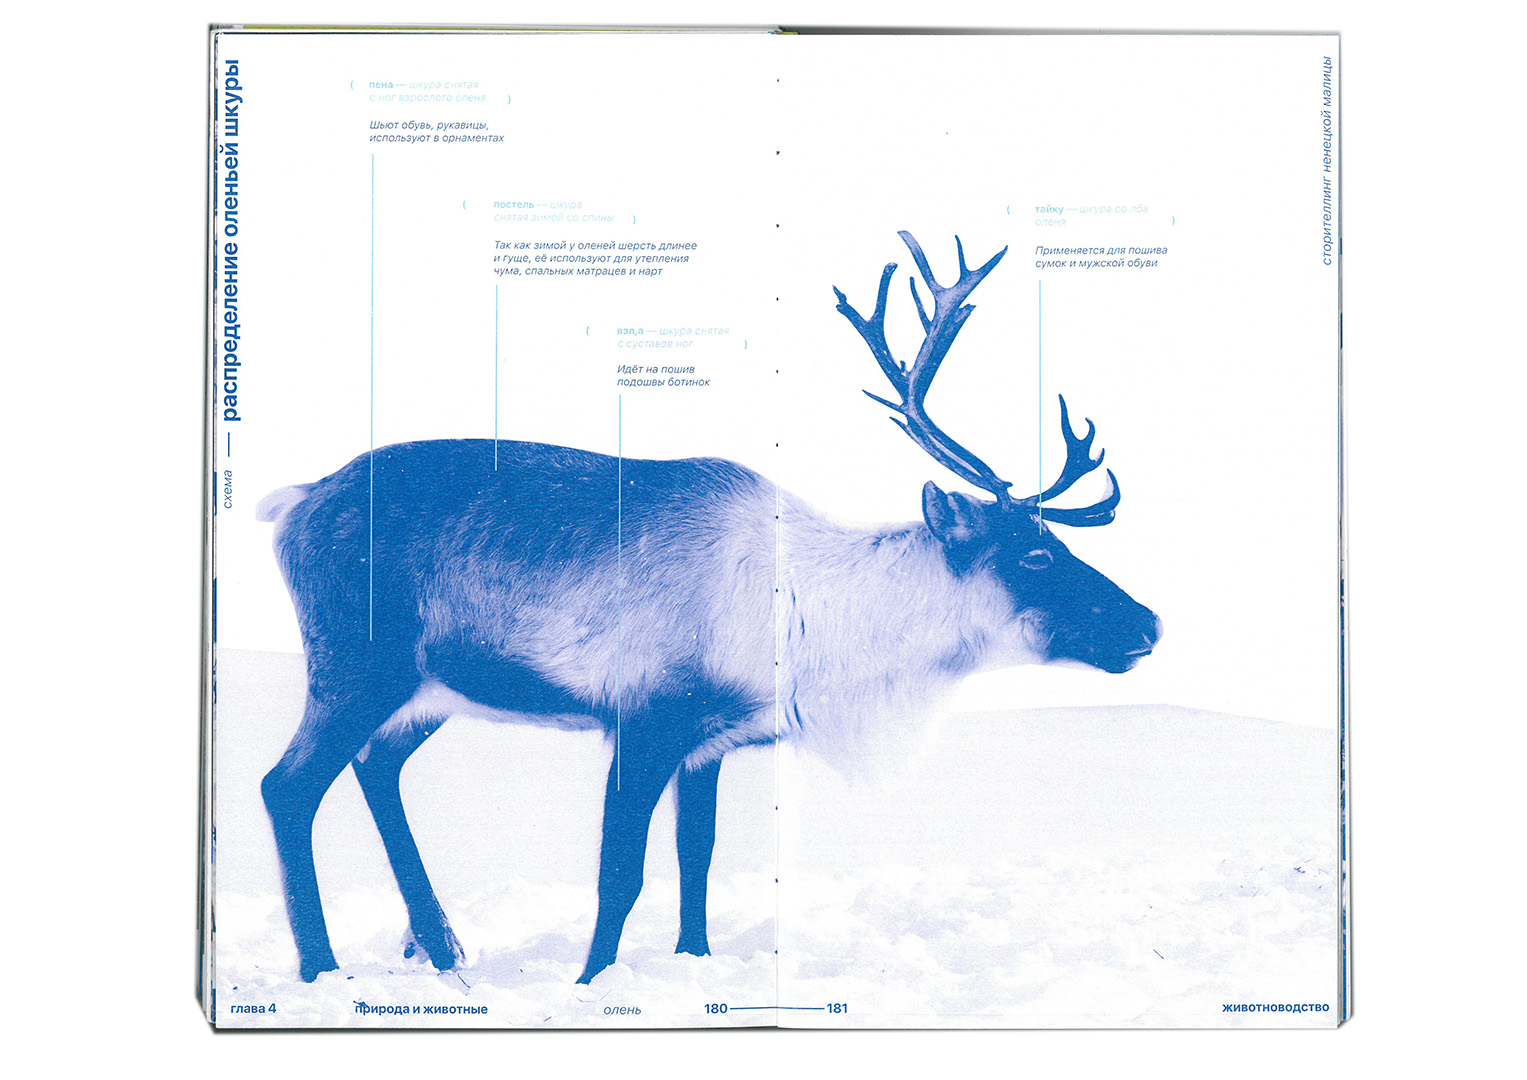 схема — распределение оленьей шкуры
( пена — шкура снятая
с ног взрослого оленя )
Шьют обувь, рукавицы,
используют в орнаментах
( постель — шкура
снятая зимой со спины )
Так как зимой у оленей шерсть длинее
и гуще, её используют для утепления
чума, спальных матрацев и нарт
( вэл,а — шкура снятая
с суставов ног )
Идёт на пошив
подошвы ботинок
( тайку — шкура со лба
оленя )
Применяется для пошива
сумок и мужской обуви
сторителлинг ненецкой малицы
глава 4 природа и животные олень 180 — 181 животноводство